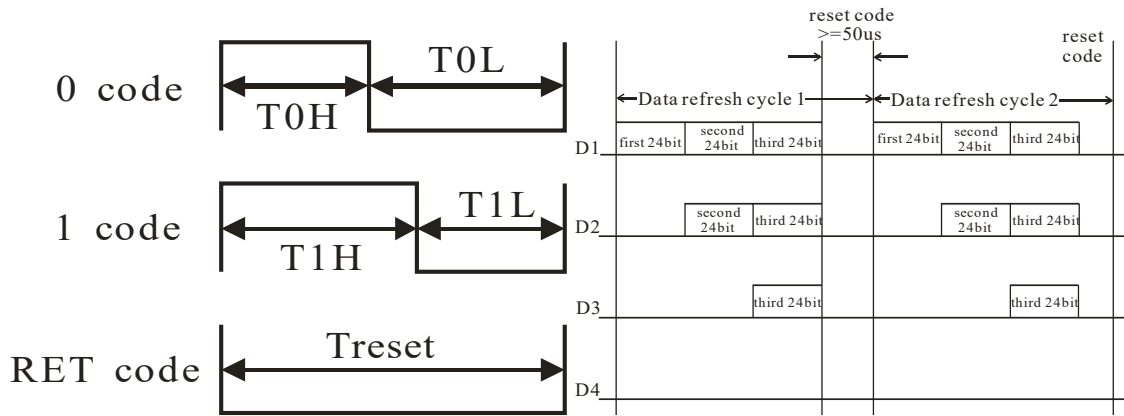 0 code
T0H
T0L
1 code
T1H
T1L
RET code
Treset
reset code
>=50us
reset
code
Data refresh cycle 1
Data refresh cycle 2
D1
first 24bit
second
24bit
third 24bit
first 24bit
second
24bit
third 24bit
D2
second
24bit
third 24bit
second
24bit
third 24bit
D3
third 24bit
third 24bit
D4